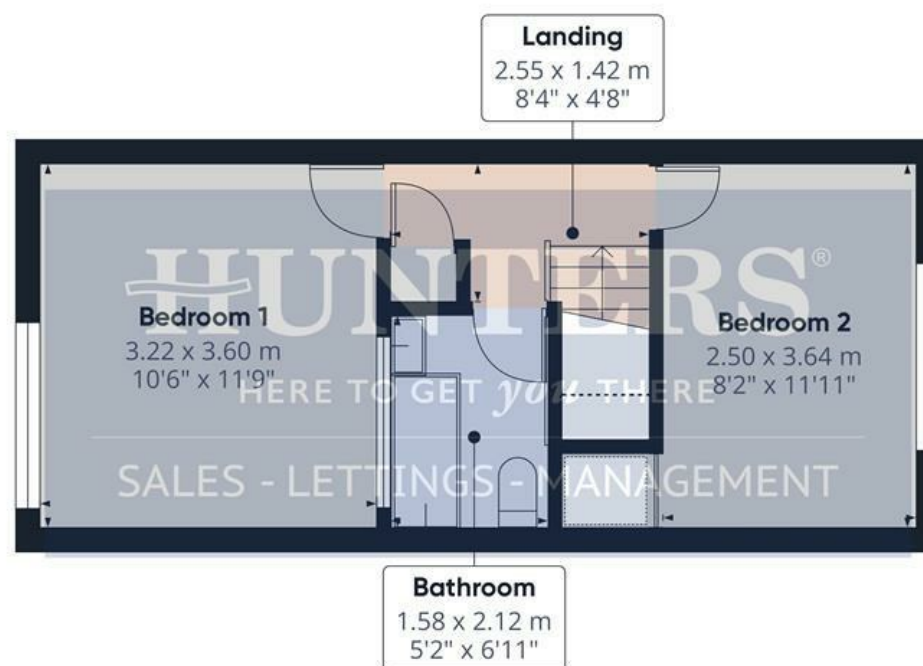 Landing
2.55 x 1.42 m
8'4" x 4'8"
HUNTERS®
Bedroom 1
3.22 x 3.60 m
10'6" x 11'9"
Bedroom 2
2.50 x 3.64 m
8'2" x 11'11"
HERE TO GET you THERE
SALES - LETTINGS - MANAGEMENT
Bathroom
1.58 x 2.12 m
5'2" x 6'11"